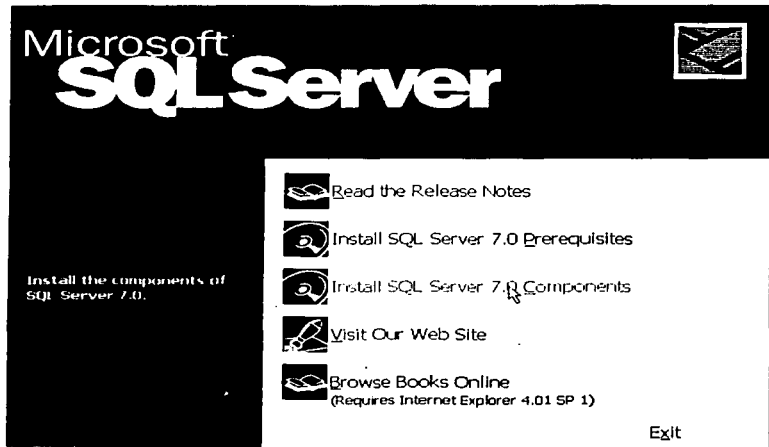 Microsoft
SQL Server
Read the Release Notes
Install SQL Server 7.0 Prerequisites
Install the components of
SQL Server 7.0.
Install SQL Server 7.0 Components
Visit Our Web Site
Browse Books Online
(Requires Internet Explorer 4.01 SP 1)
Exit